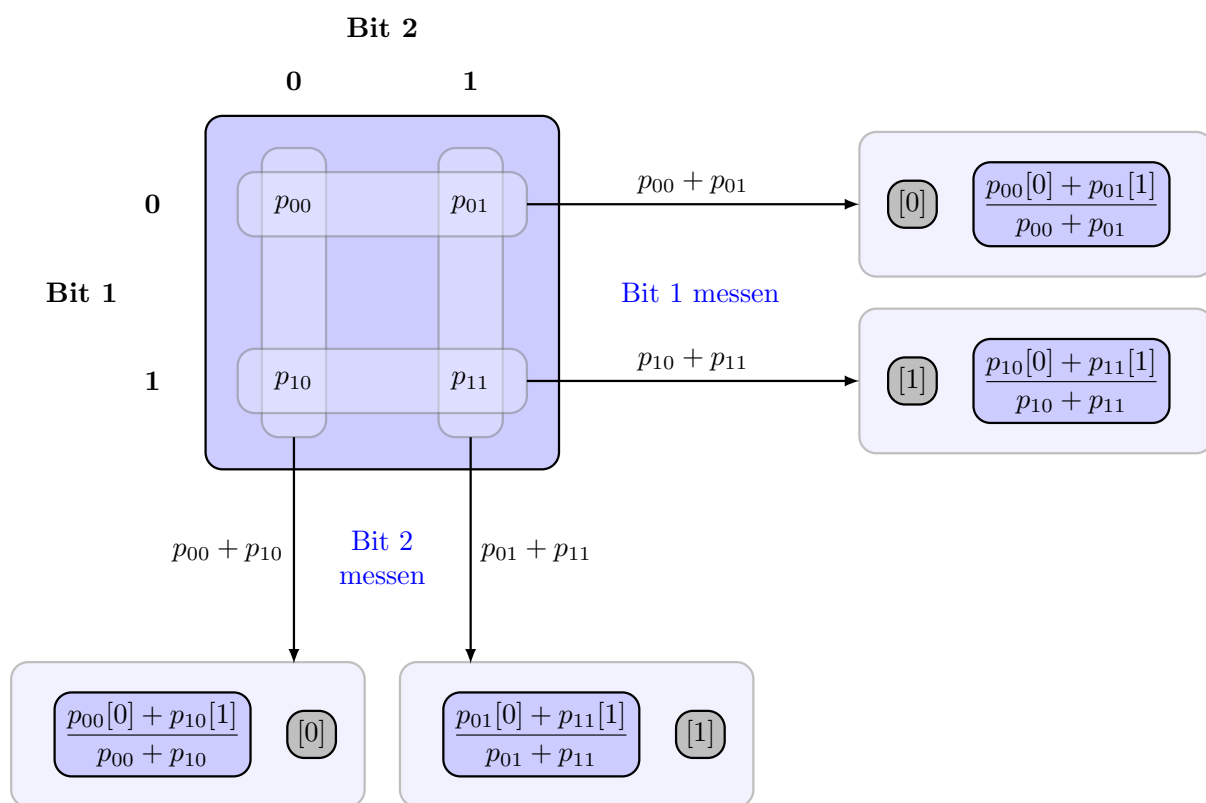 Bit 2
0 1
p₀₀ + p₀₁
0 p₀₀ p₀₁ [0] p₀₀[0] + p₀₁[1]
p₀₀ + p₀₁
Bit 1 Bit 1 messen
p₁₀ + p₁₁
1 p₁₀ p₁₁ [1] p₁₀[0] + p₁₁[1]
p₁₀ + p₁₁
p₀₀ + p₁₀ Bit 2 p₀₁ + p₁₁
messen
p₀₀[0] + p₁₀[1] [0] p₀₁[0] + p₁₁[1] [1]
p₀₀ + p₁₀ p₀₁ + p₁₁